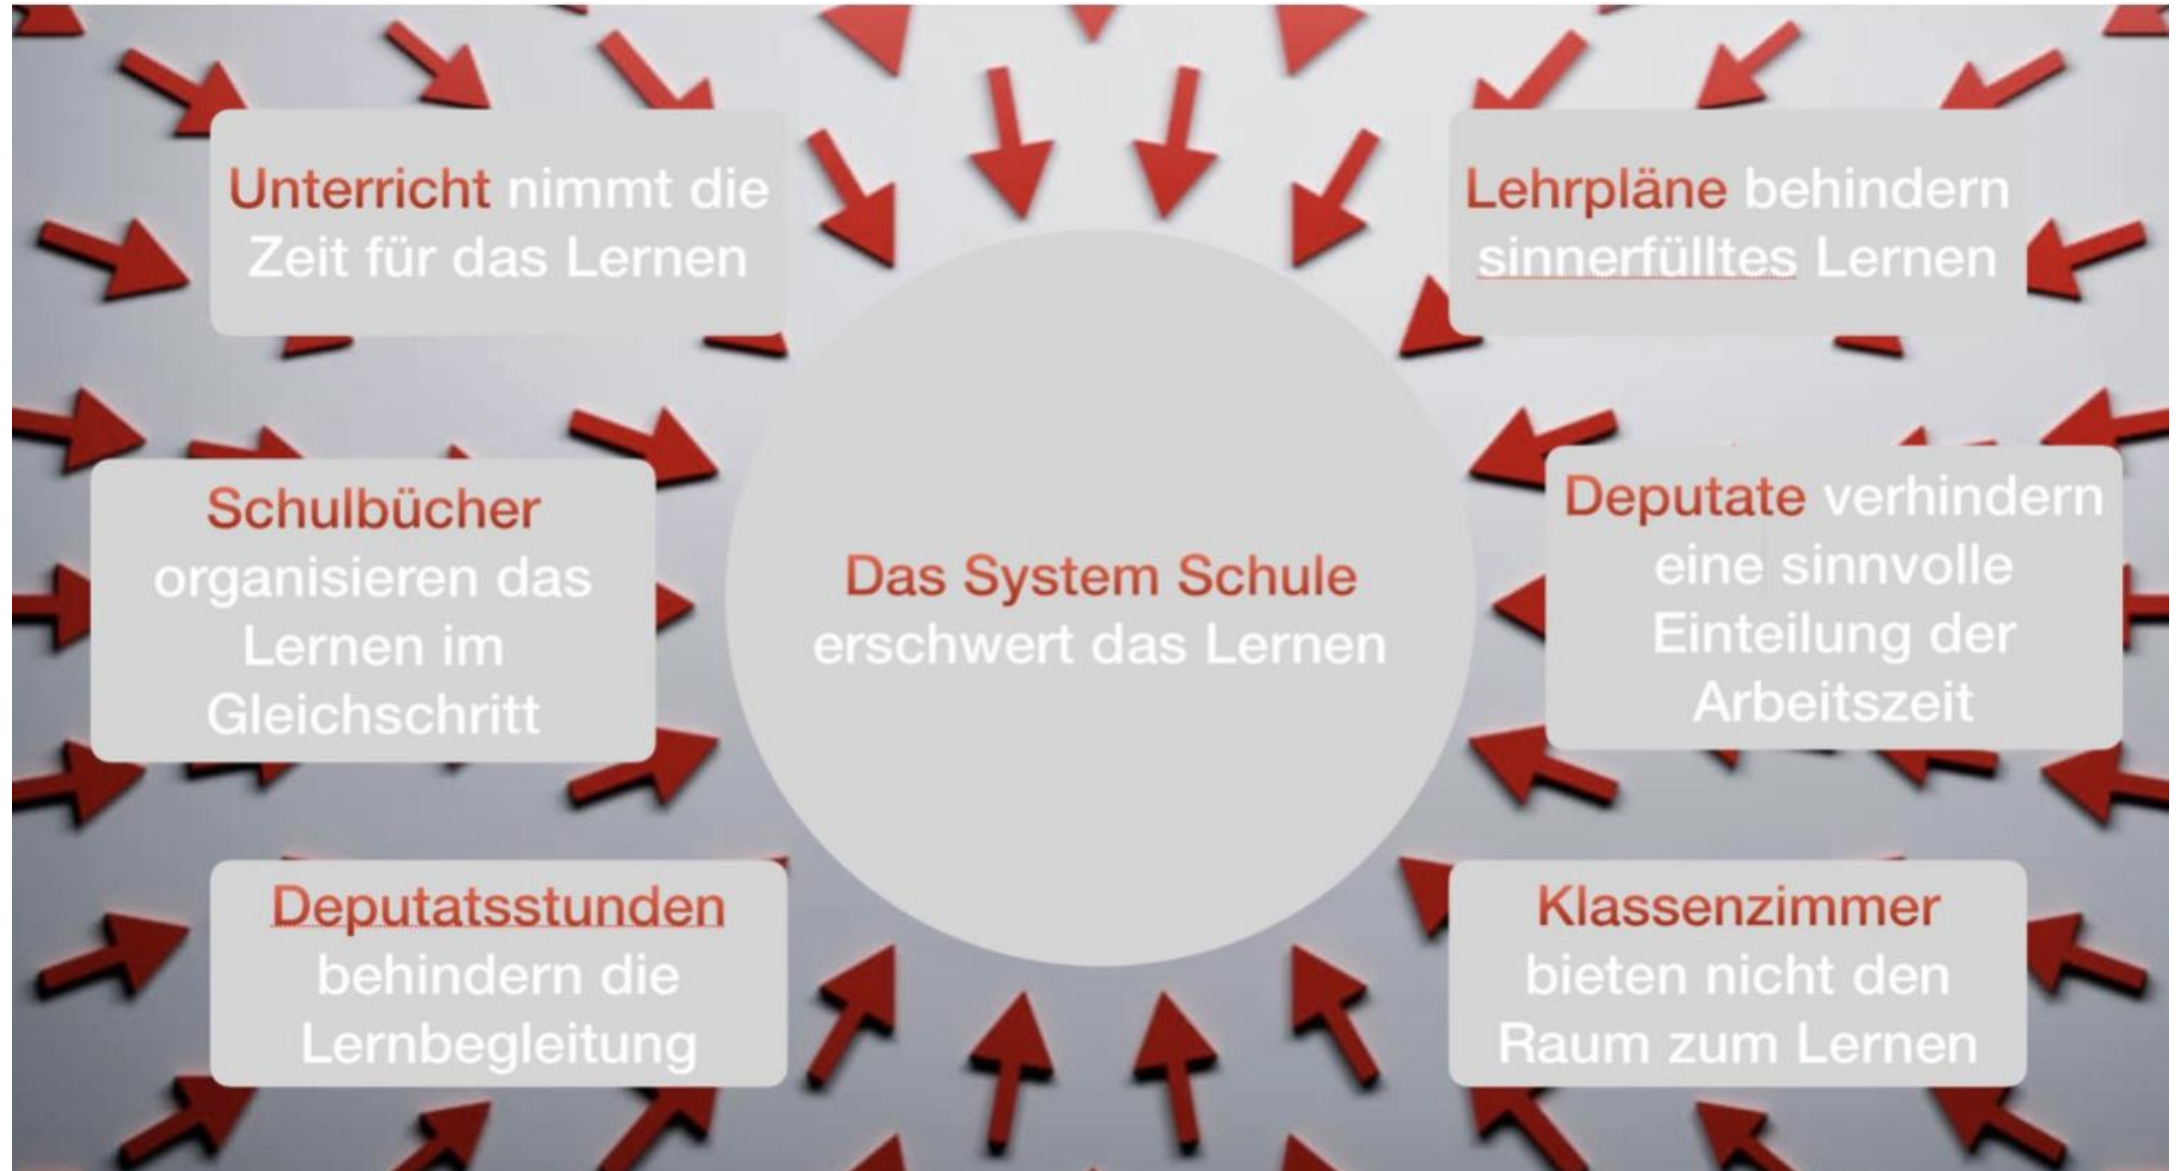 Unterricht nimmt die
Zeit für das Lernen
Lehrpläne behindern
sinnerfülltes Lernen
Schulbücher
organisieren das
Lernen im
Gleichschritt
Das System Schule
erschwert das Lernen
Deputate verhindern
eine sinnvolle
Einteilung der
Arbeitszeit
Deputatsstunden
behindern die
Lernbegleitung
Klassenzimmer
bieten nicht den
Raum zum Lernen